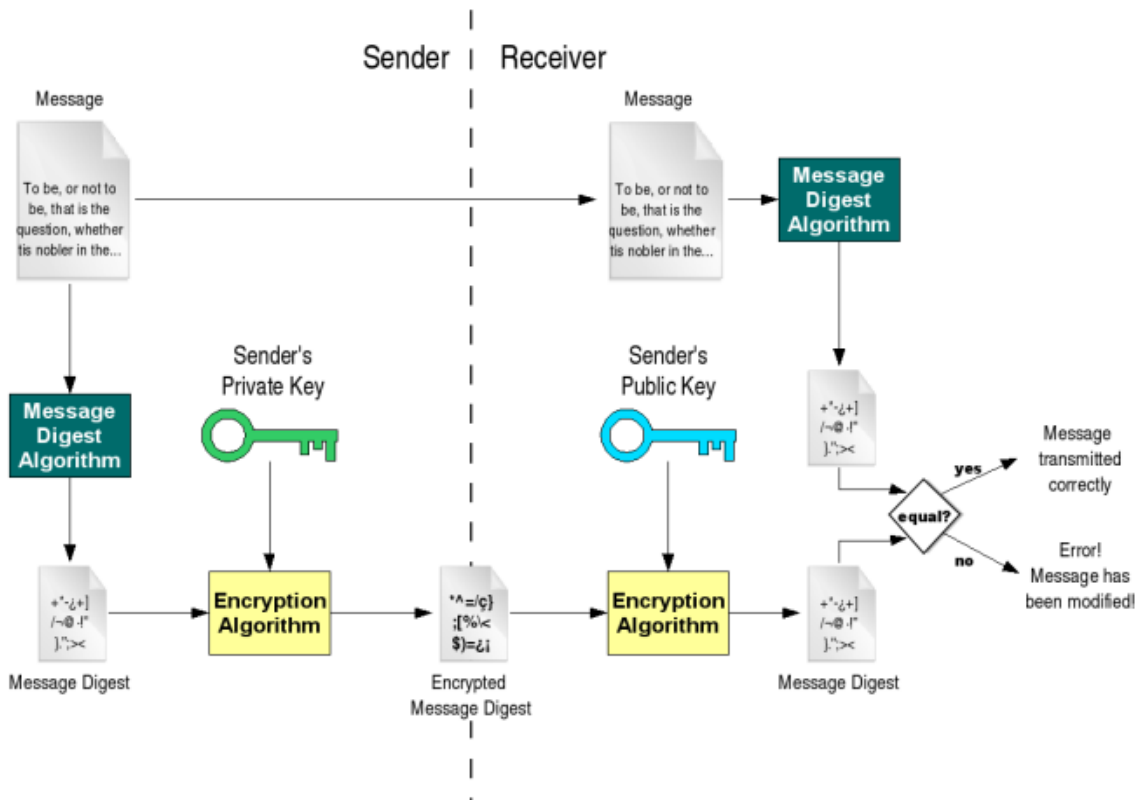 Sender
Receiver
Message
To be, or not to
be, that is the
question, whether
tis nobler in the...
Message
To be, or not to
be, that is the
question, whether
tis nobler in the...
Message
Digest
Algorithm
Sender's
Private Key
Sender's
Public Key
Message
Digest
Algorithm
+*-¿+]
/¬@·!"
].";><
Message
transmitted
correctly
yes
equal?
no
Error!
Message has
been modified!
+*-¿+]
/¬@·!"
].";><
Message Digest
Encryption
Algorithm
*^=/ç}
;[%\<
$)=¿¡
Encrypted
Message Digest
Encryption
Algorithm
+*-¿+]
/¬@·!"
].";><
Message Digest